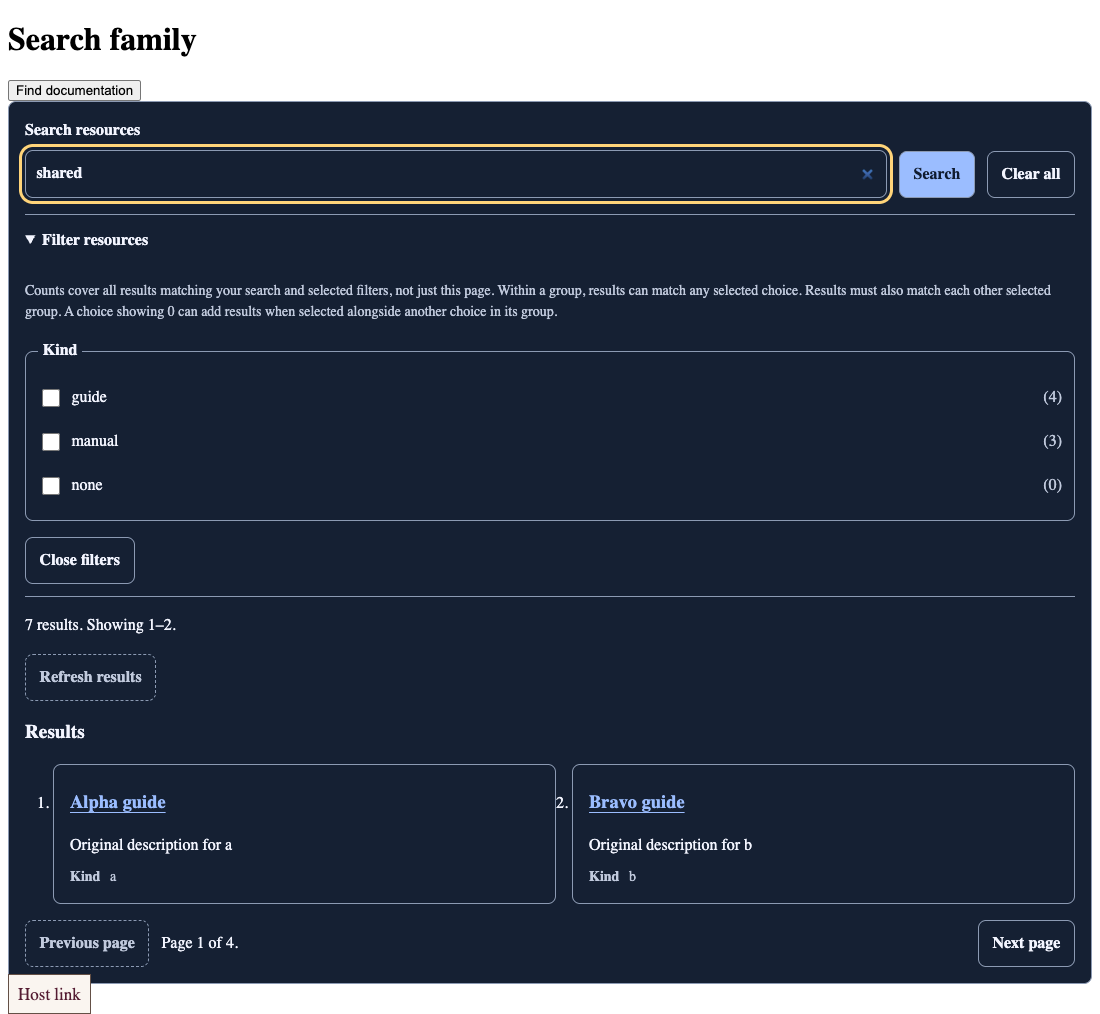 Search family
Find documentation
Search resources
shared
Search
Clear all
Filter resources
Counts cover all results matching your search and selected filters, not just this page. Within a group, results can match any selected choice. Results must also match each other selected
group. A choice showing 0 can add results when selected alongside another choice in its group.
Kind
guide (4)
manual (3)
none (0)
Close filters
7 results. Showing 1–2.
Refresh results
Results
1. Alpha guide
Original description for a
Kind a
2. Bravo guide
Original description for b
Kind b
Previous page
Page 1 of 4.
Next page
Host link